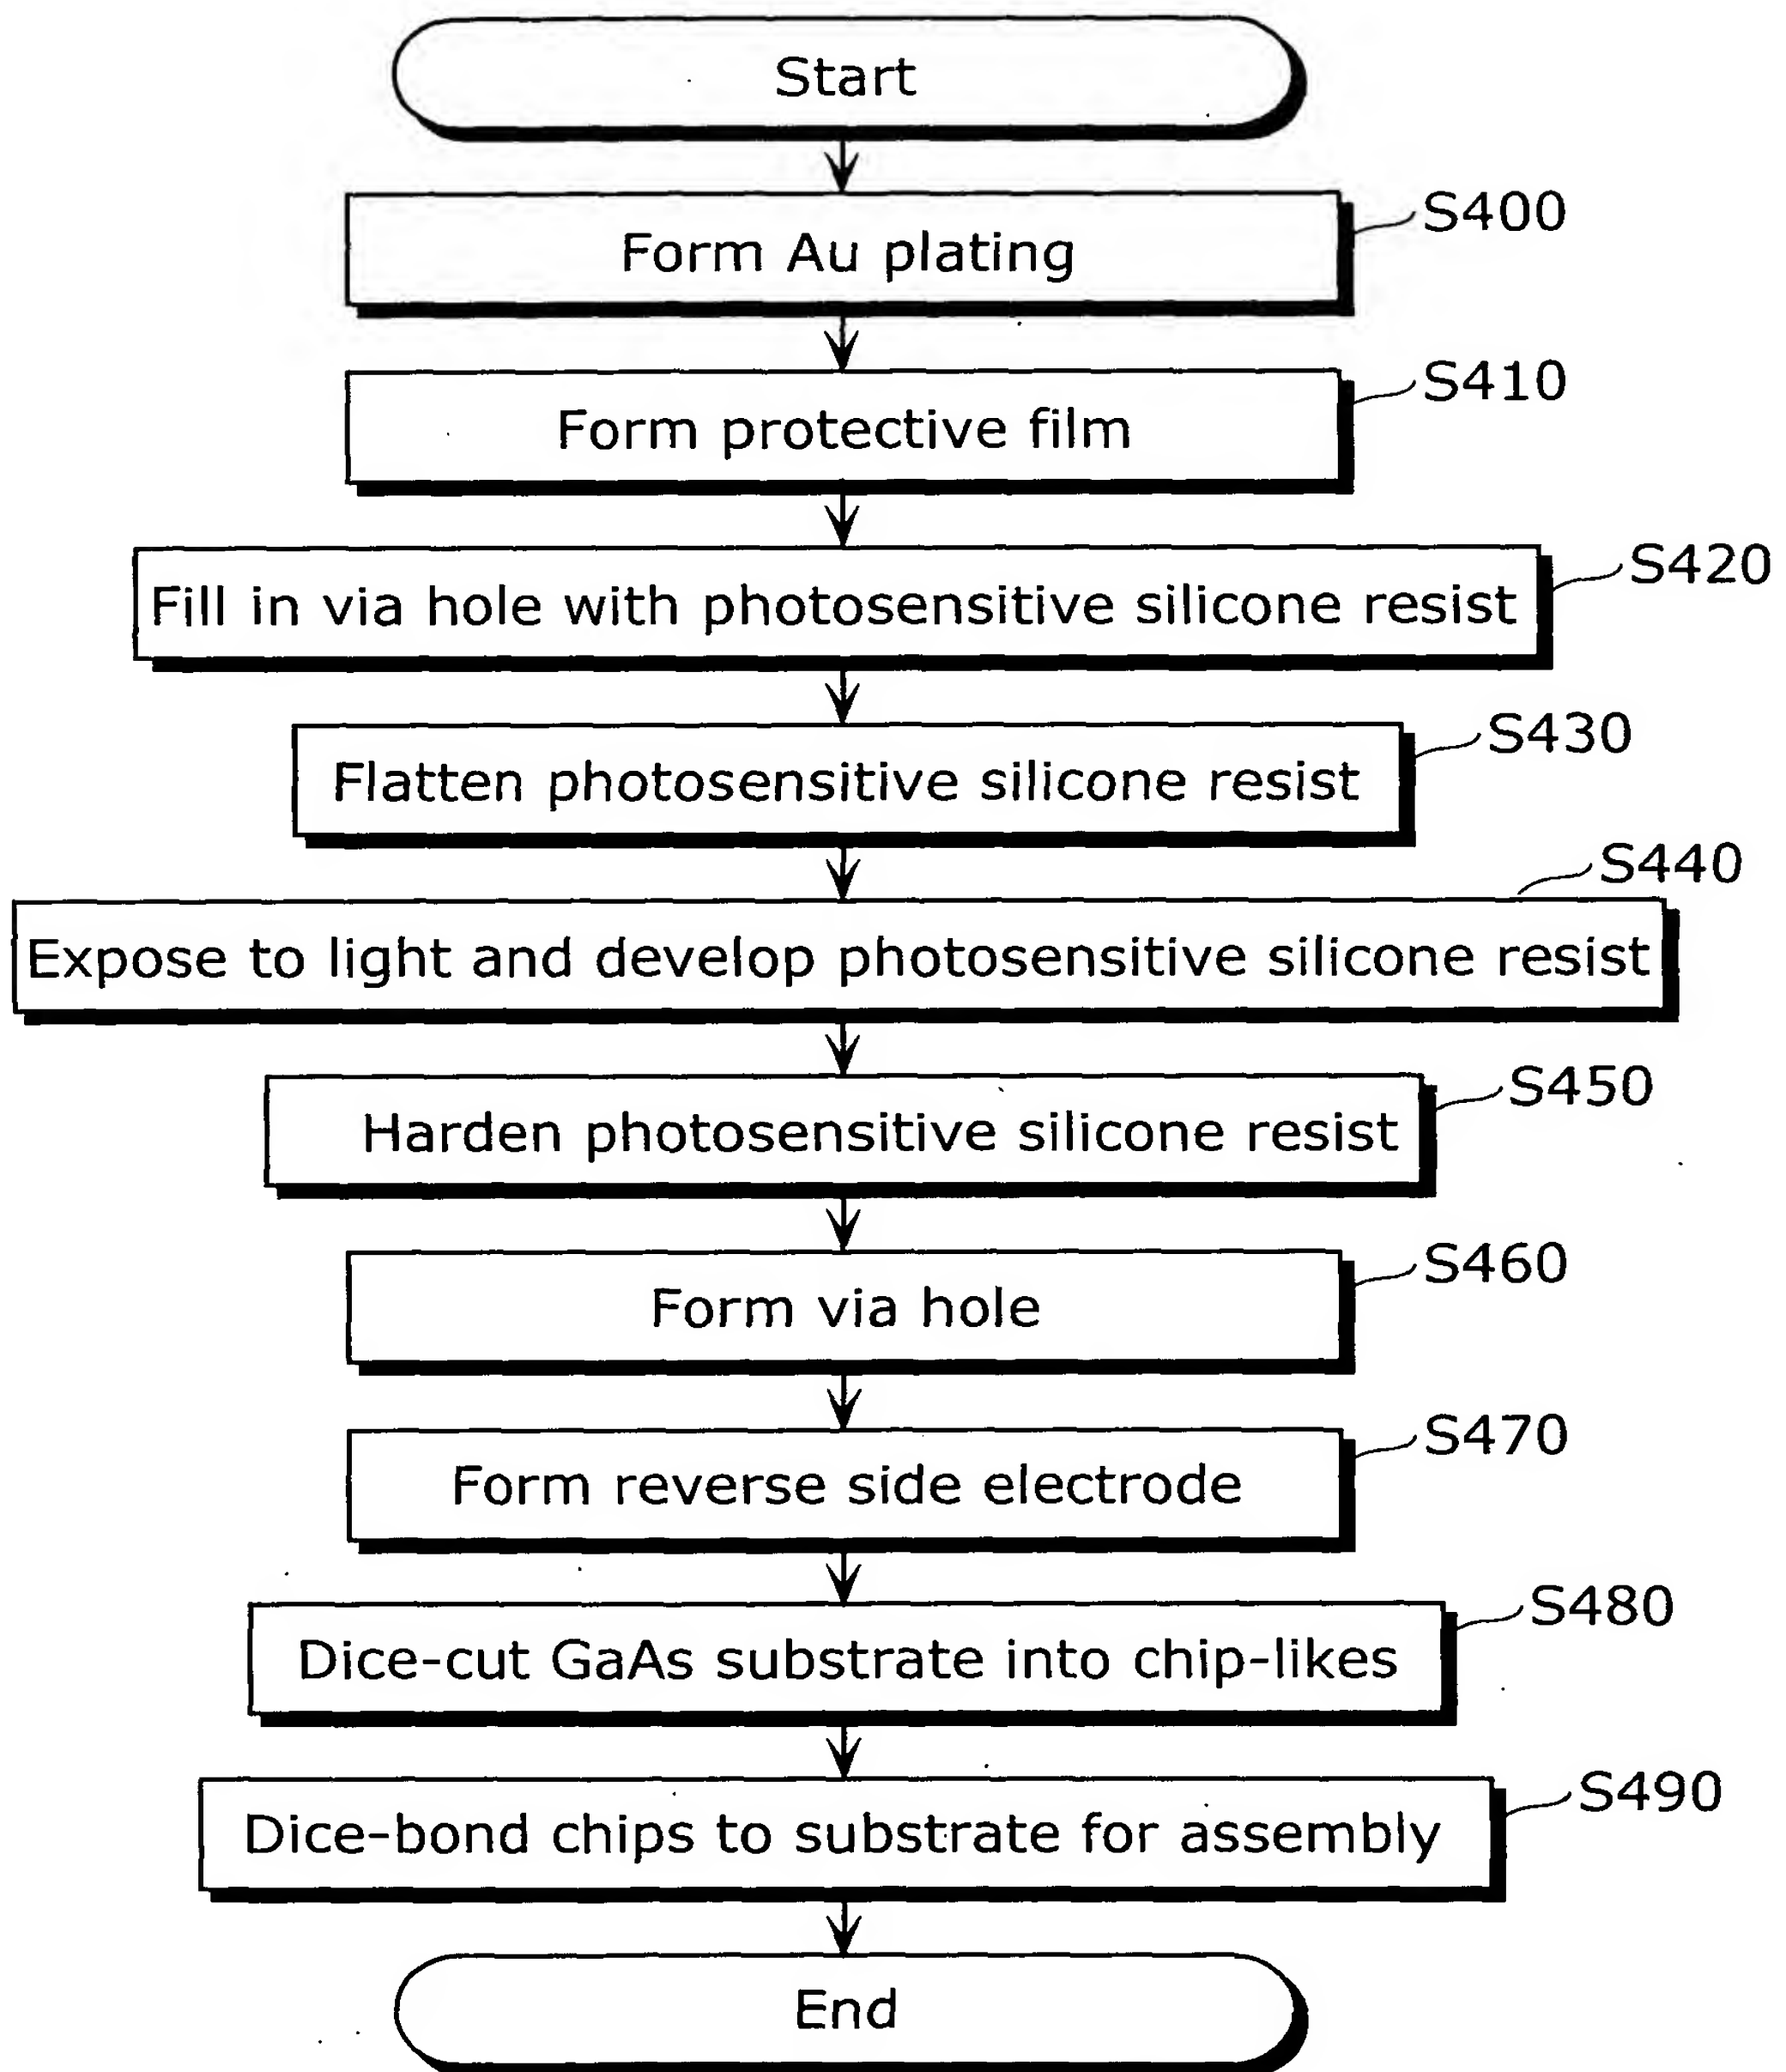 Start
S400
Form Au plating
S410
Form protective film
S420
Fill in via hole with photosensitive silicone resist
S430
Flatten photosensitive silicone resist
S440
Expose to light and develop photosensitive silicone resist
S450
Harden photosensitive silicone resist
S460
Form via hole
S470
Form reverse side electrode
S480
Dice-cut GaAs substrate into chip-likes
S490
Dice-bond chips to substrate for assembly
End